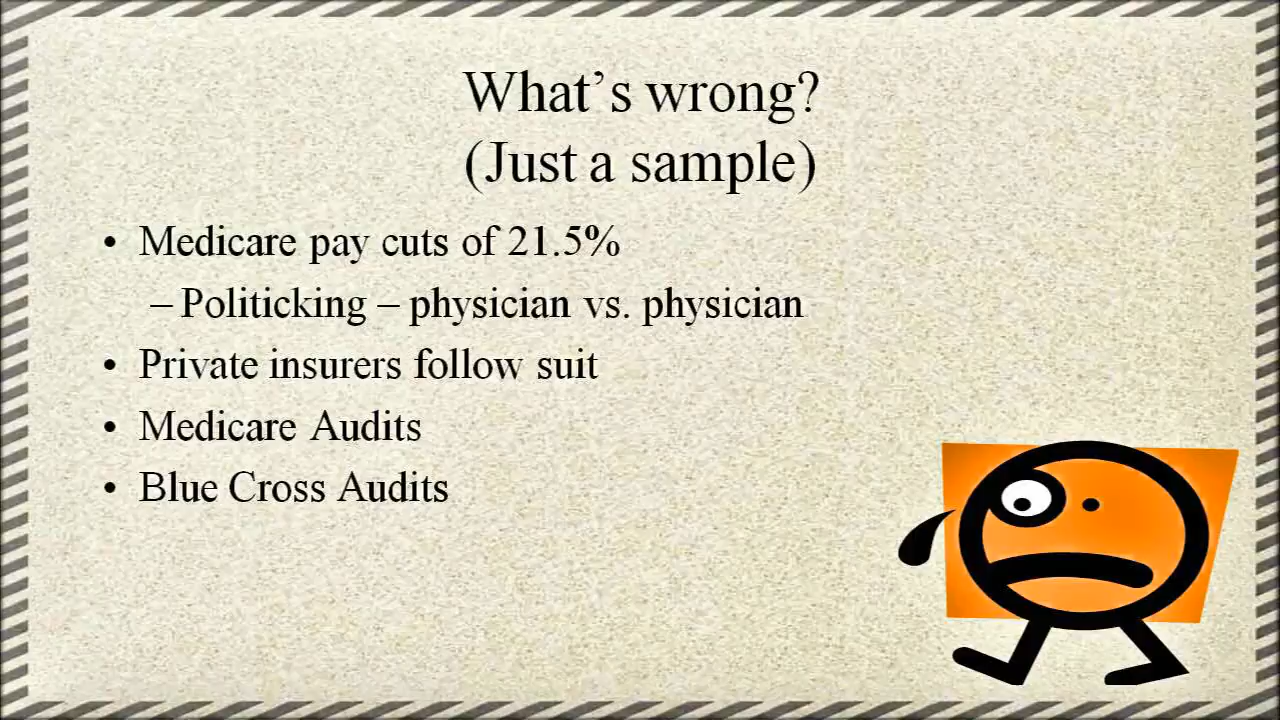 What's wrong?
(Just a sample)
• Medicare pay cuts of 21.5%
– Politicking – physician vs. physician
• Private insurers follow suit
• Medicare Audits
• Blue Cross Audits